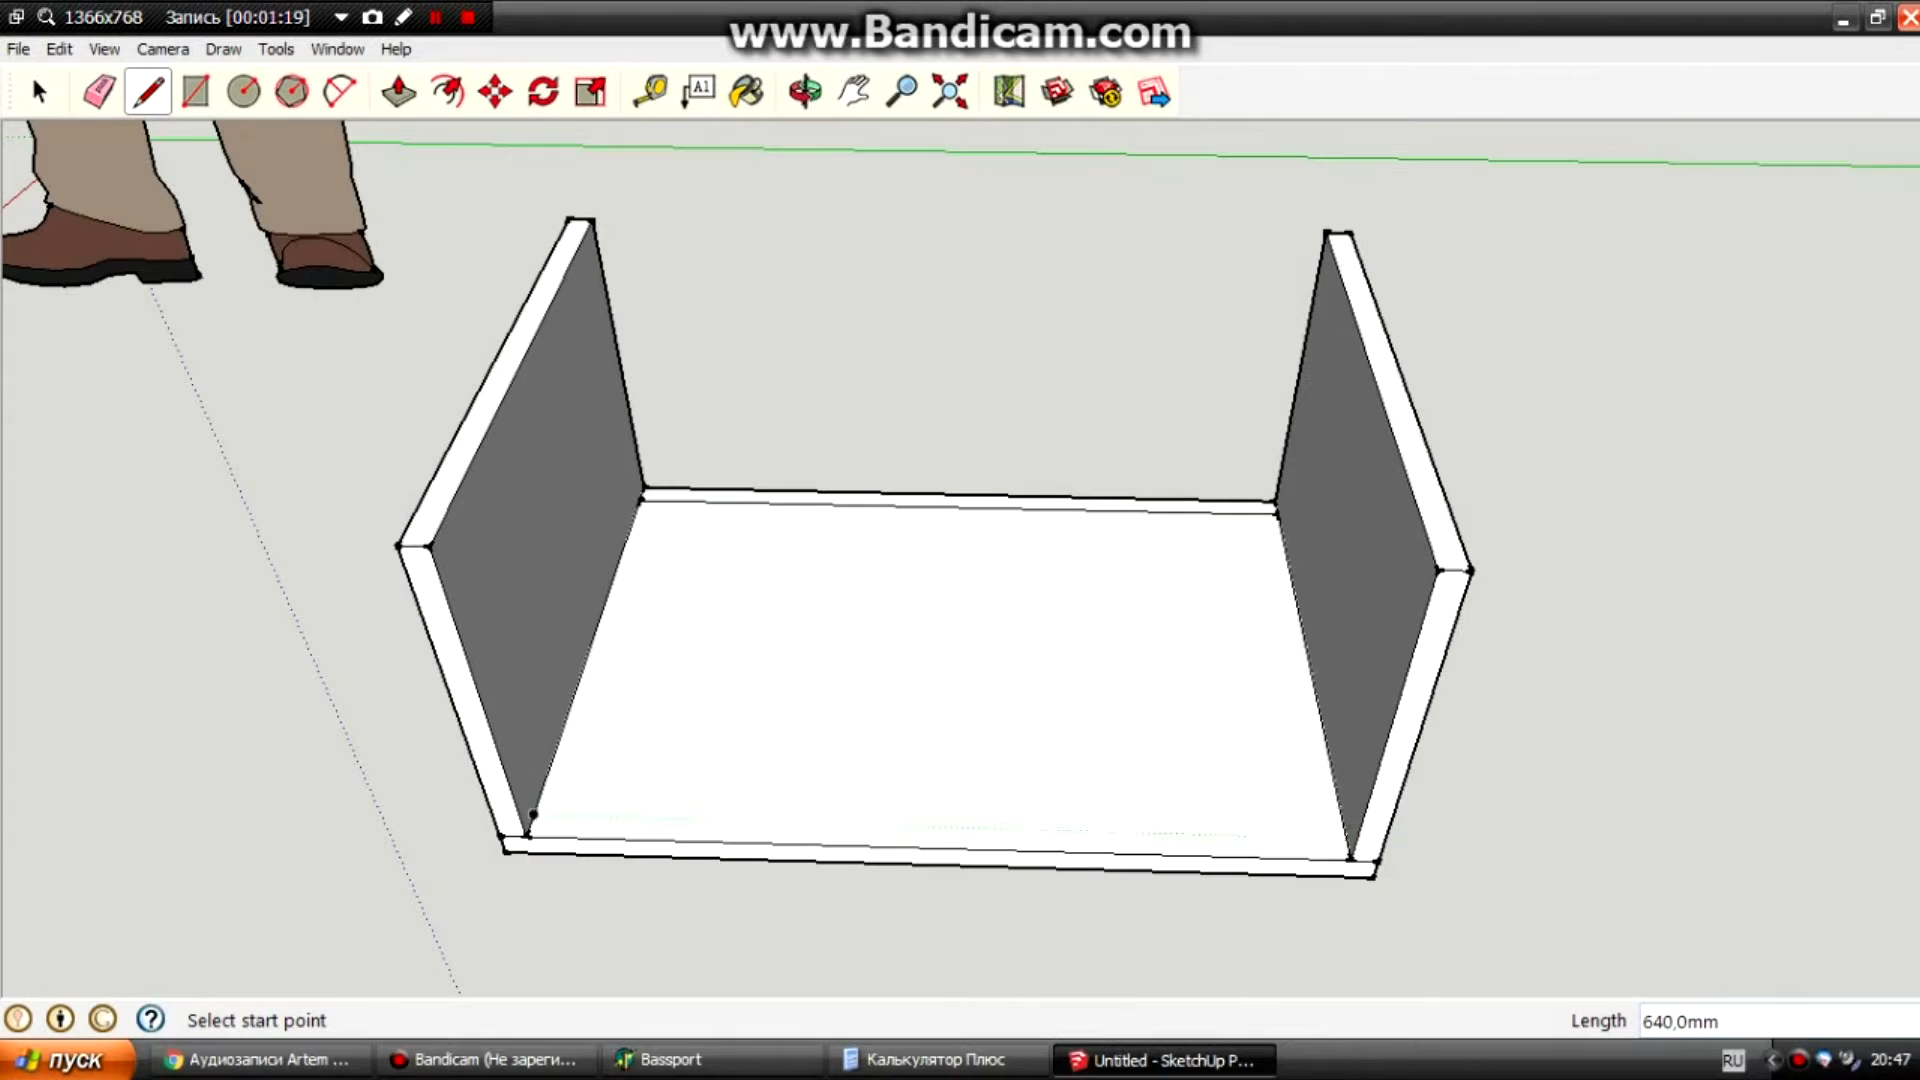 1366x768 Запись [00:01:19]
www.Bandicam.com
File Edit View Camera Draw Tools Window Help
A1
Select start point
Length 640,0mm
пуск
Аудиозаписи Artem ...
Bandicam (Не зареги...
Bassport
Калькулятор Плюс
Untitled - SketchUp P...
RU
20:47